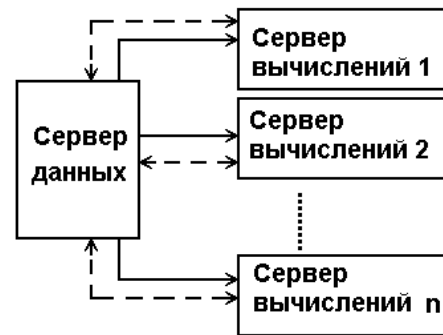 Сервер
вычислений 1
Сервер
данных
Сервер
вычислений 2
Сервер
вычислений n